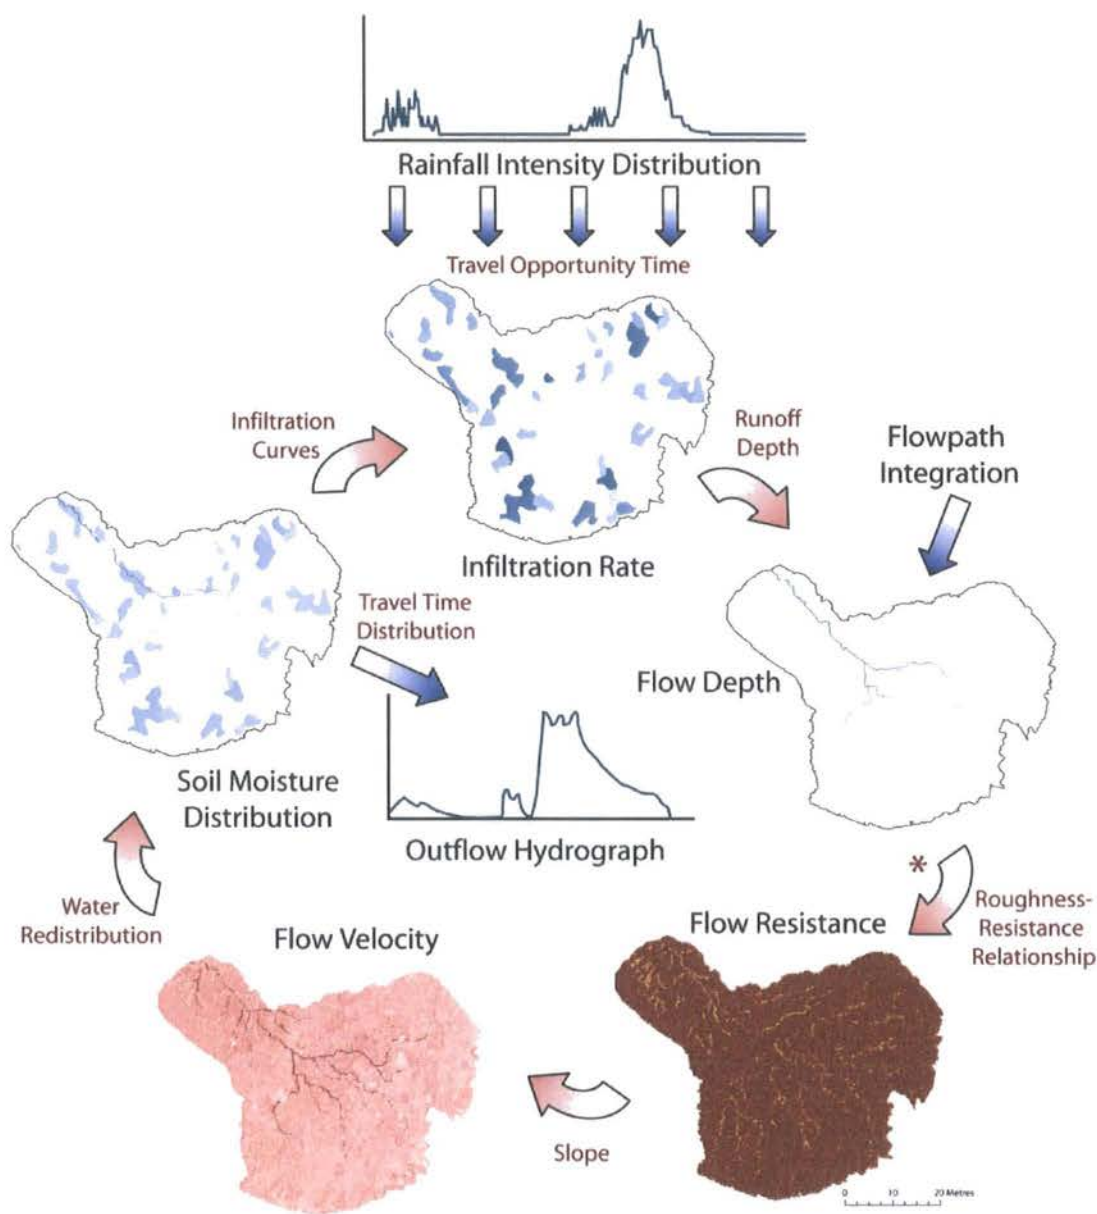 Rainfall Intensity Distribution
Travel Opportunity Time
Infiltration
Curves
Runoff
Depth
Flowpath
Integration
Infiltration Rate
Travel Time
Distribution
Flow Depth
Soil Moisture
Distribution
Outflow Hydrograph
*
Roughness-
Resistance
Relationship
Water
Redistribution
Flow Velocity
Flow Resistance
Slope
0 10 20 Metres